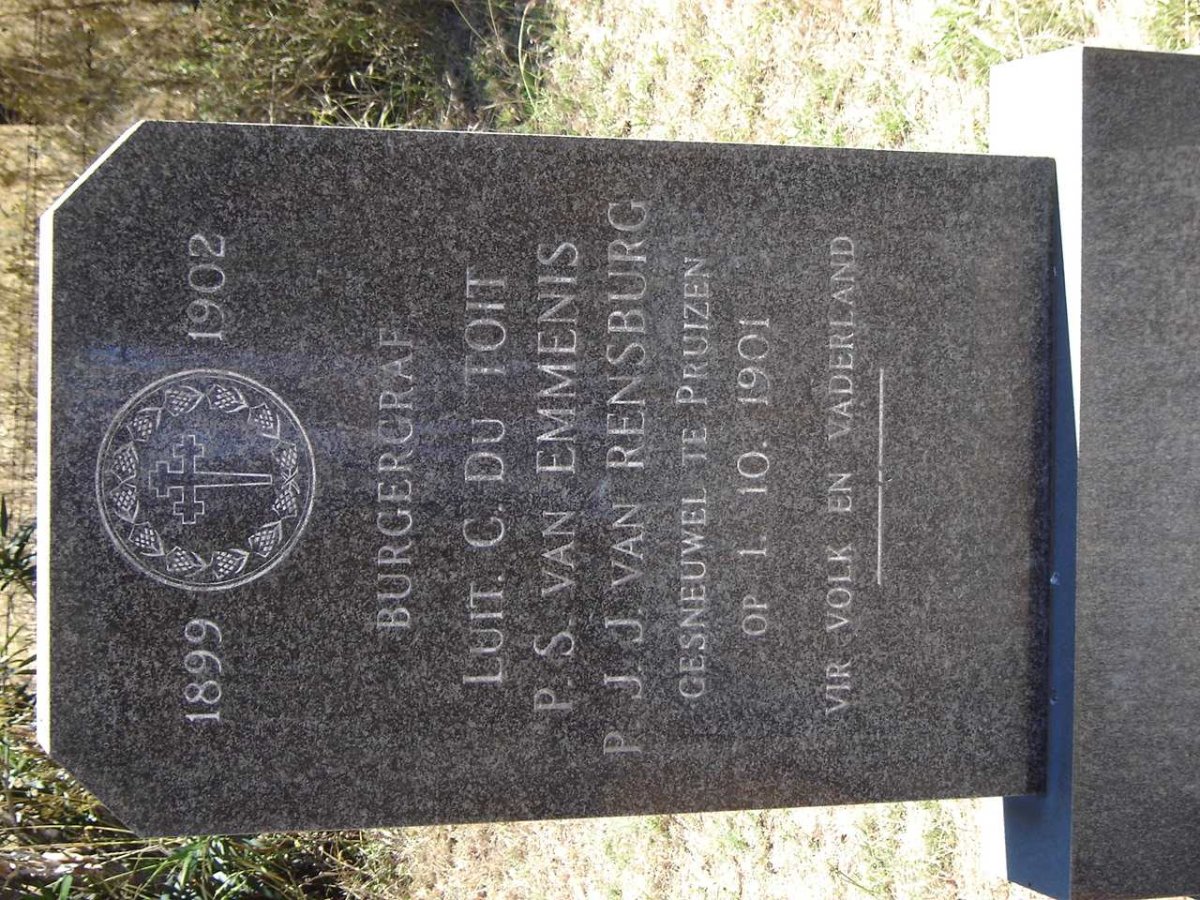 1899 1902
BURGERGRAF
LUIT. C. DU TOIT
P. S. VAN EMMENIS
P. J. J. VAN RENSBURG
GESNEUWEL TE PRUIZEN
OP 1. 10. 1901
VIR VOLK EN VADERLAND